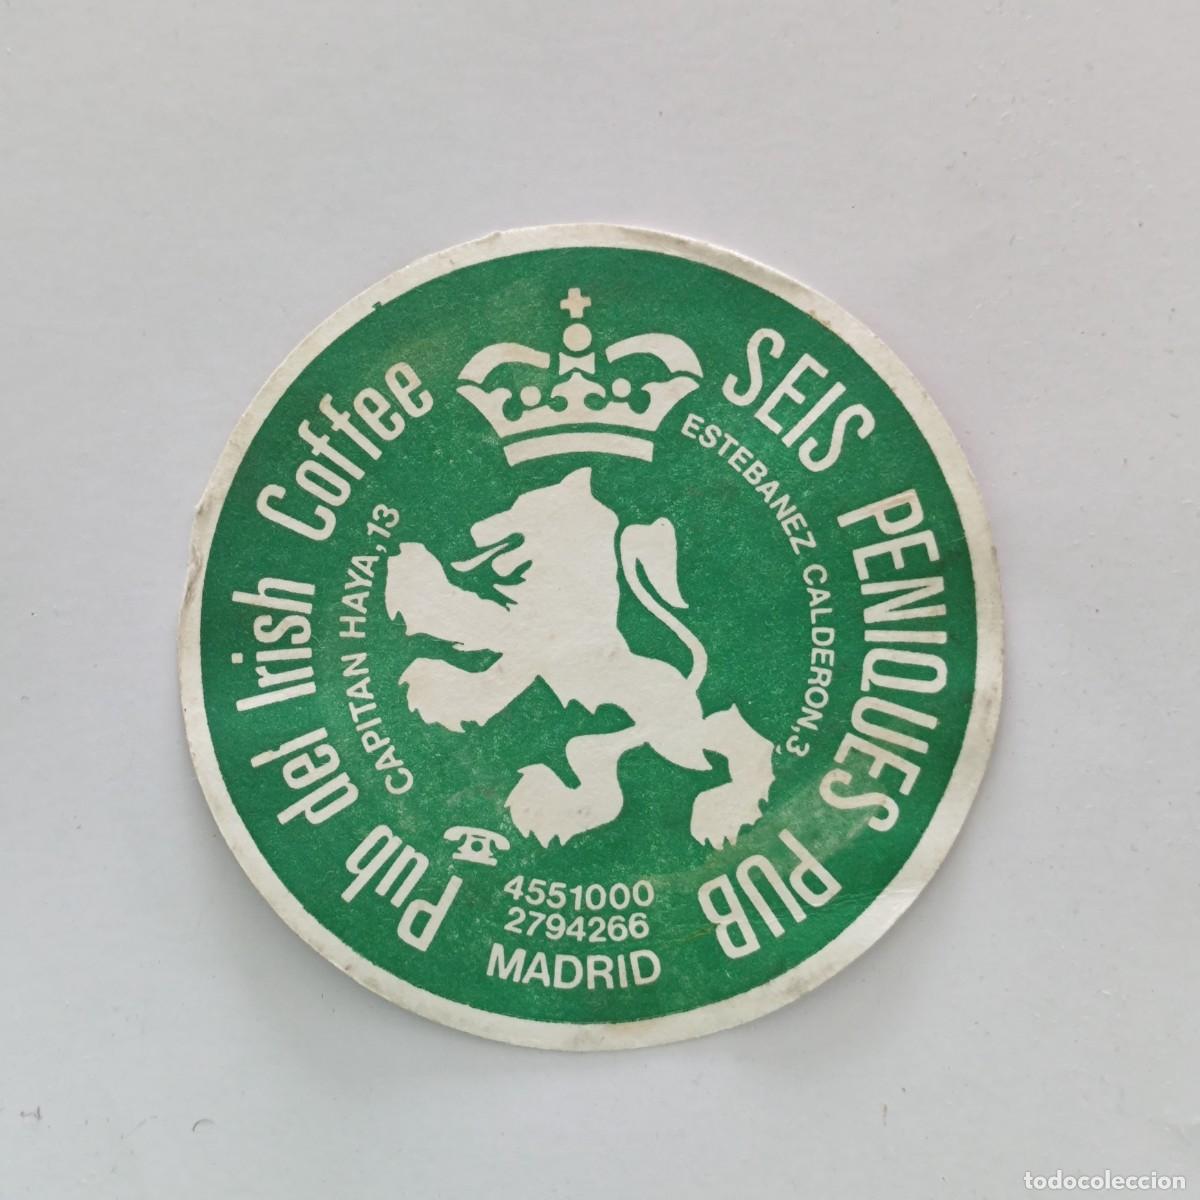 Pub del Irish Coffee
CAPITAN HAYA, 13
SEIS PENIQUES PUB
ESTEBANEZ CALDERON, 3
4551000
2794266
MADRID
todocoleccion